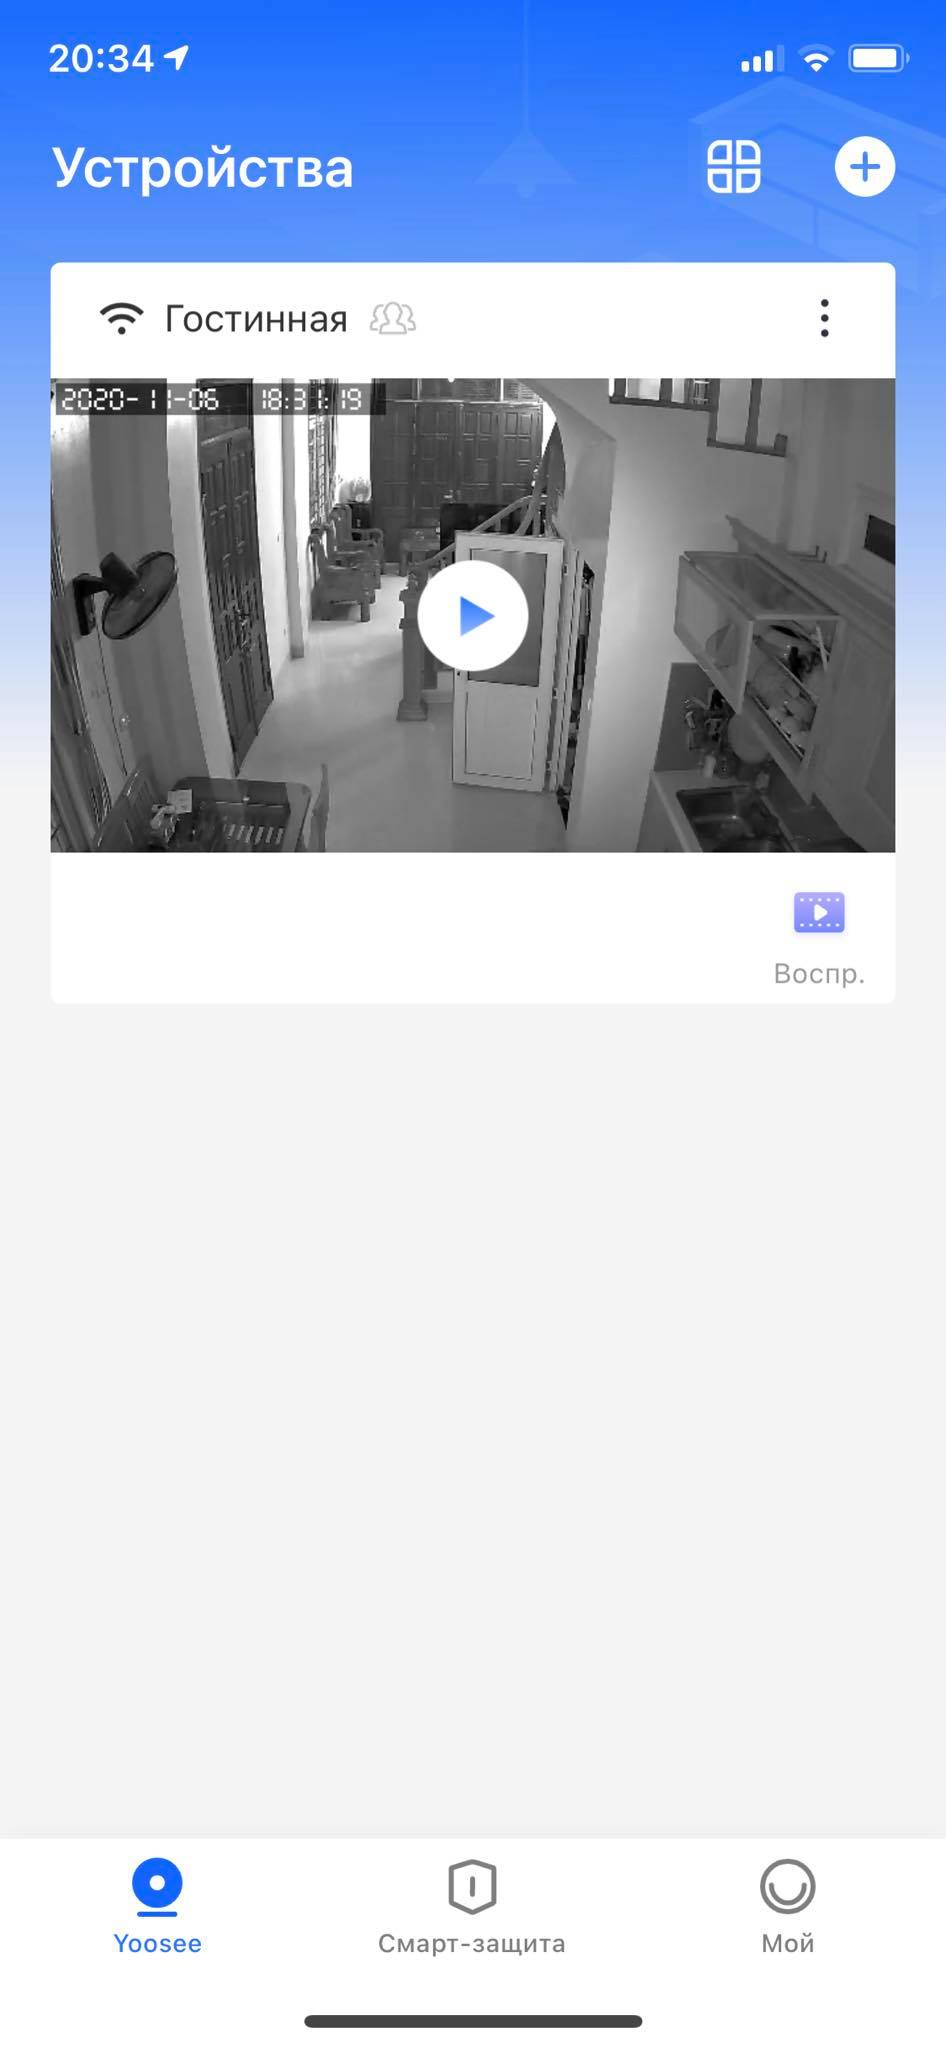 20:34
Устройства
Гостинная
2020-11-06 18:31:19
Воспр.
Yoosee
Смарт-защита
Мой